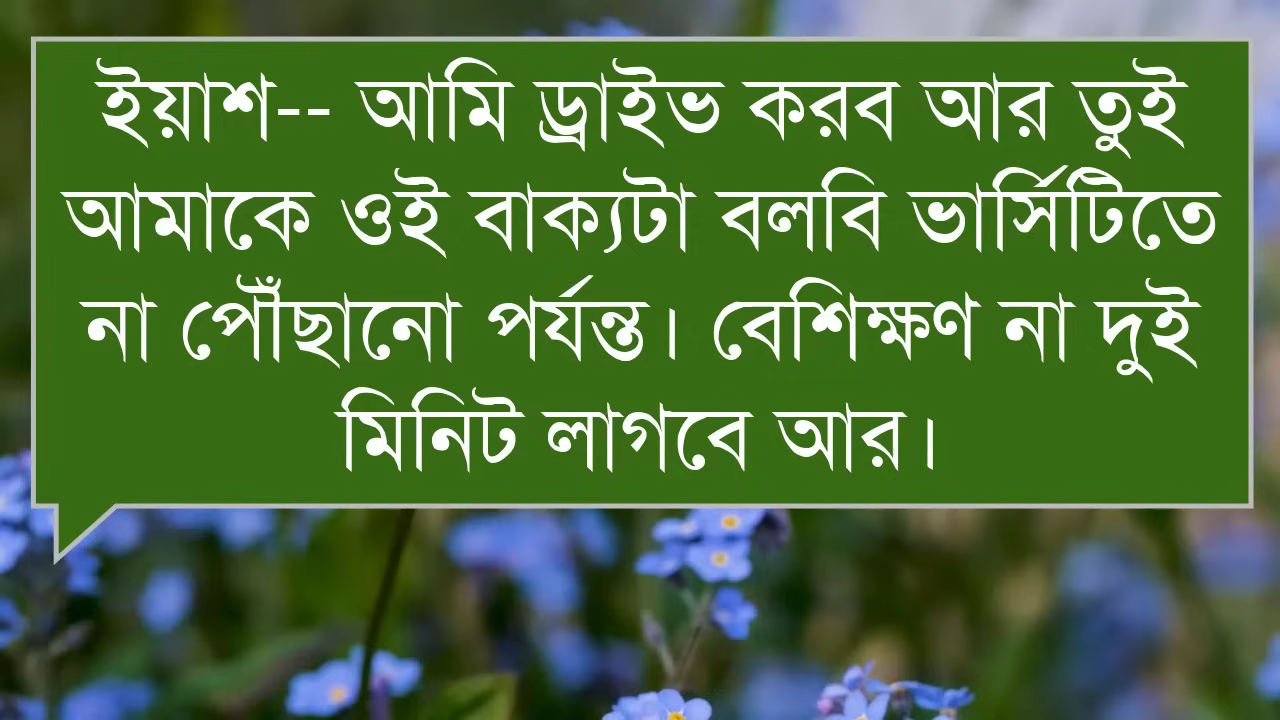 ইয়াশ-- আমি ড্রাইভ করব আর তুই
আমাকে ওই বাক্যটা বলবি ভার্সিটিতে
না পৌঁছানো পর্যন্ত। বেশিক্ষণ না দুই
মিনিট লাগবে আর।